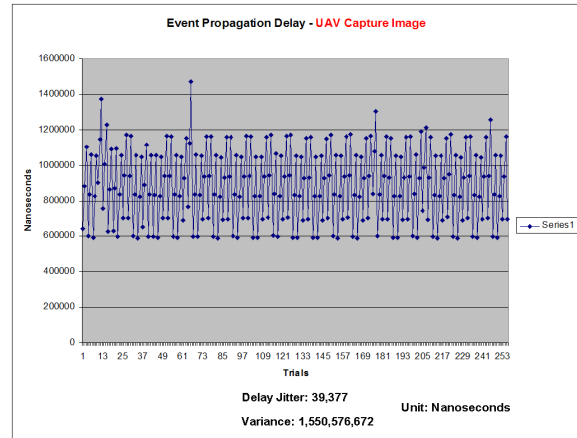 Event Propagation Delay - UAV Capture Image
1600000
1400000
1200000
1000000
800000
600000
400000
200000
0
Nanoseconds
1 13 25 37 49 61 73 85 97 109 121 133 145 157 169 181 193 205 217 229 241 253
Trials
Series1
Delay Jitter: 39,377
Unit: Nanoseconds
Variance: 1,550,576,672